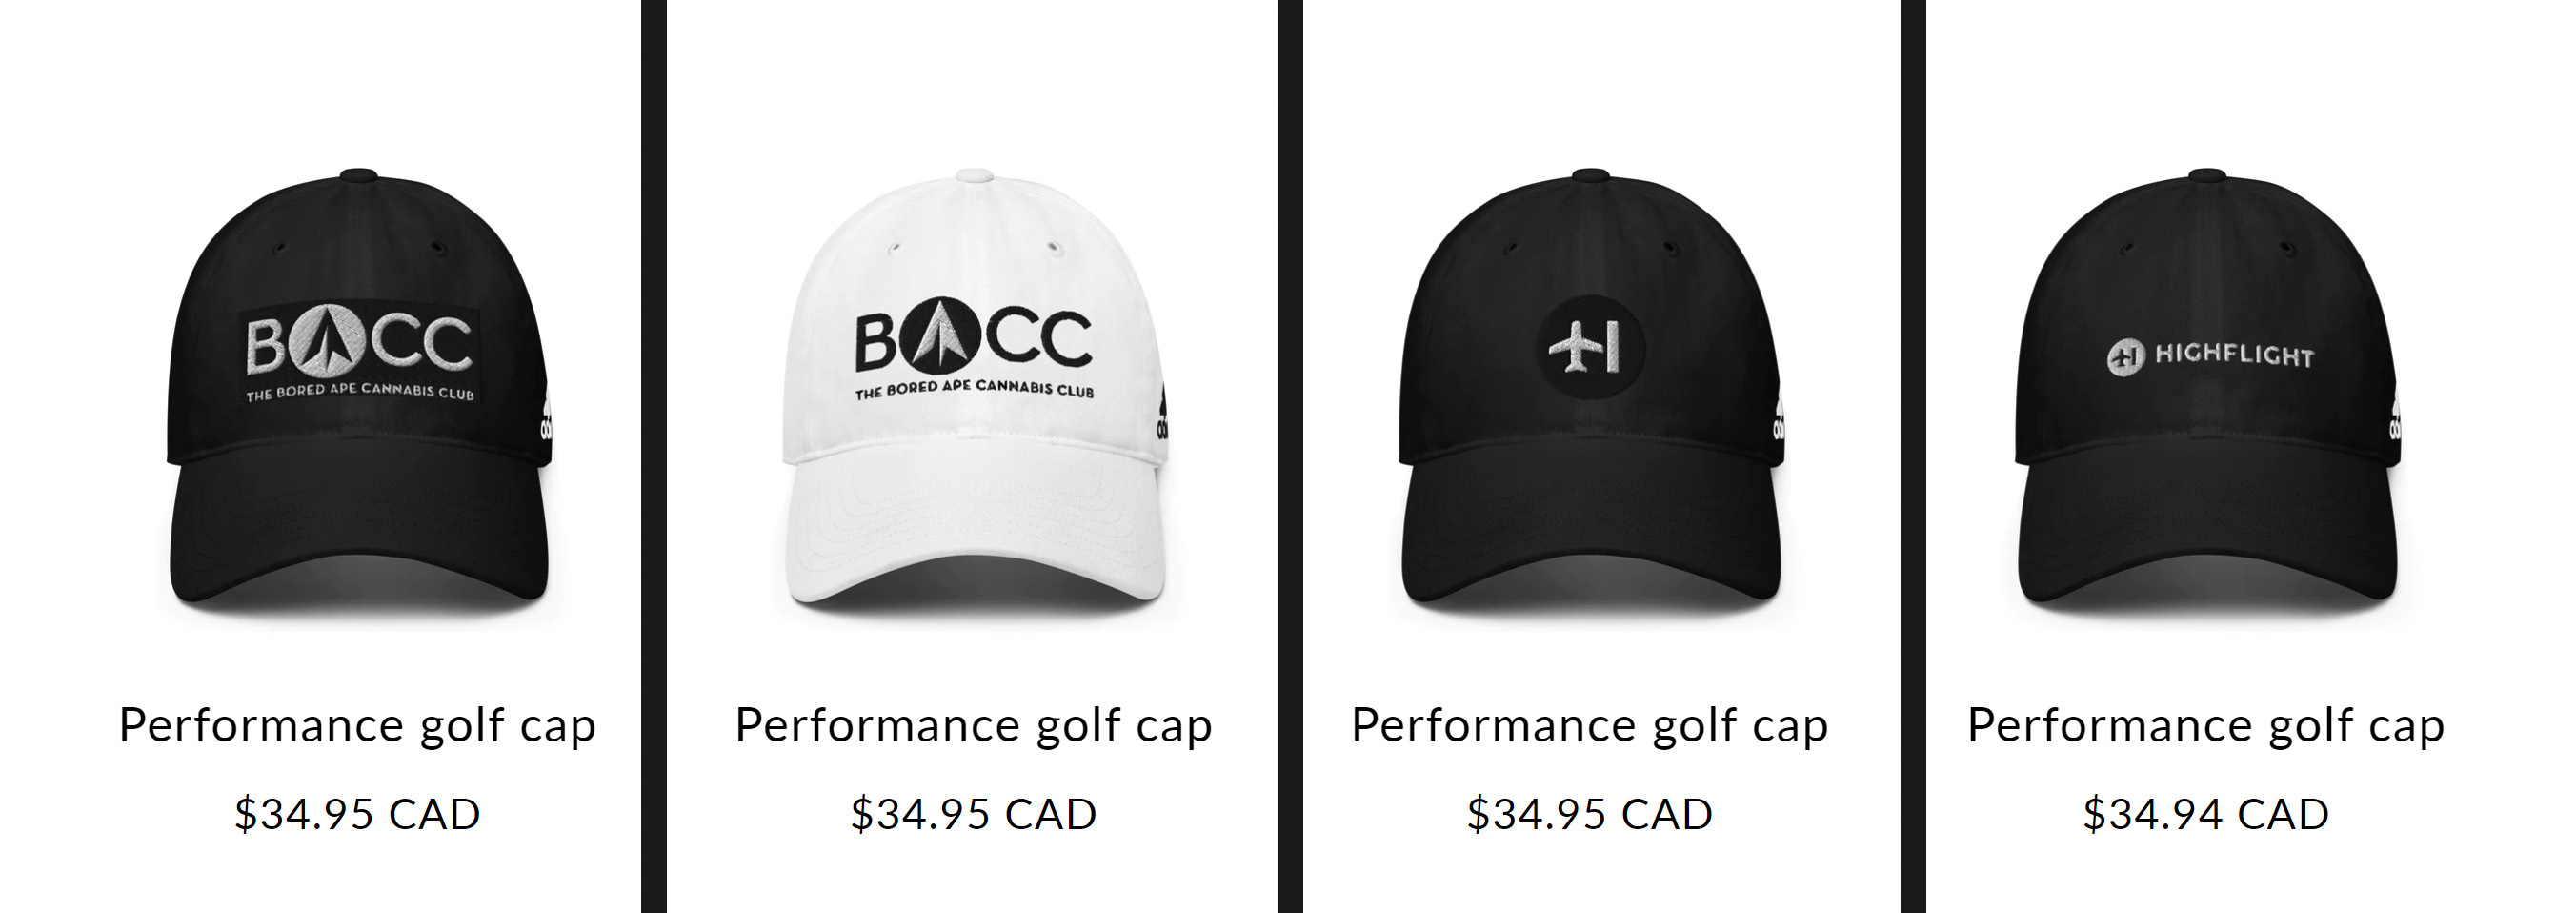 BACC
THE BORED APE CANNABIS CLUB
Performance golf cap
$34.95 CAD
BACC
THE BORED APE CANNABIS CLUB
Performance golf cap
$34.95 CAD
H
Performance golf cap
$34.95 CAD
H HIGHFLIGHT
Performance golf cap
$34.94 CAD